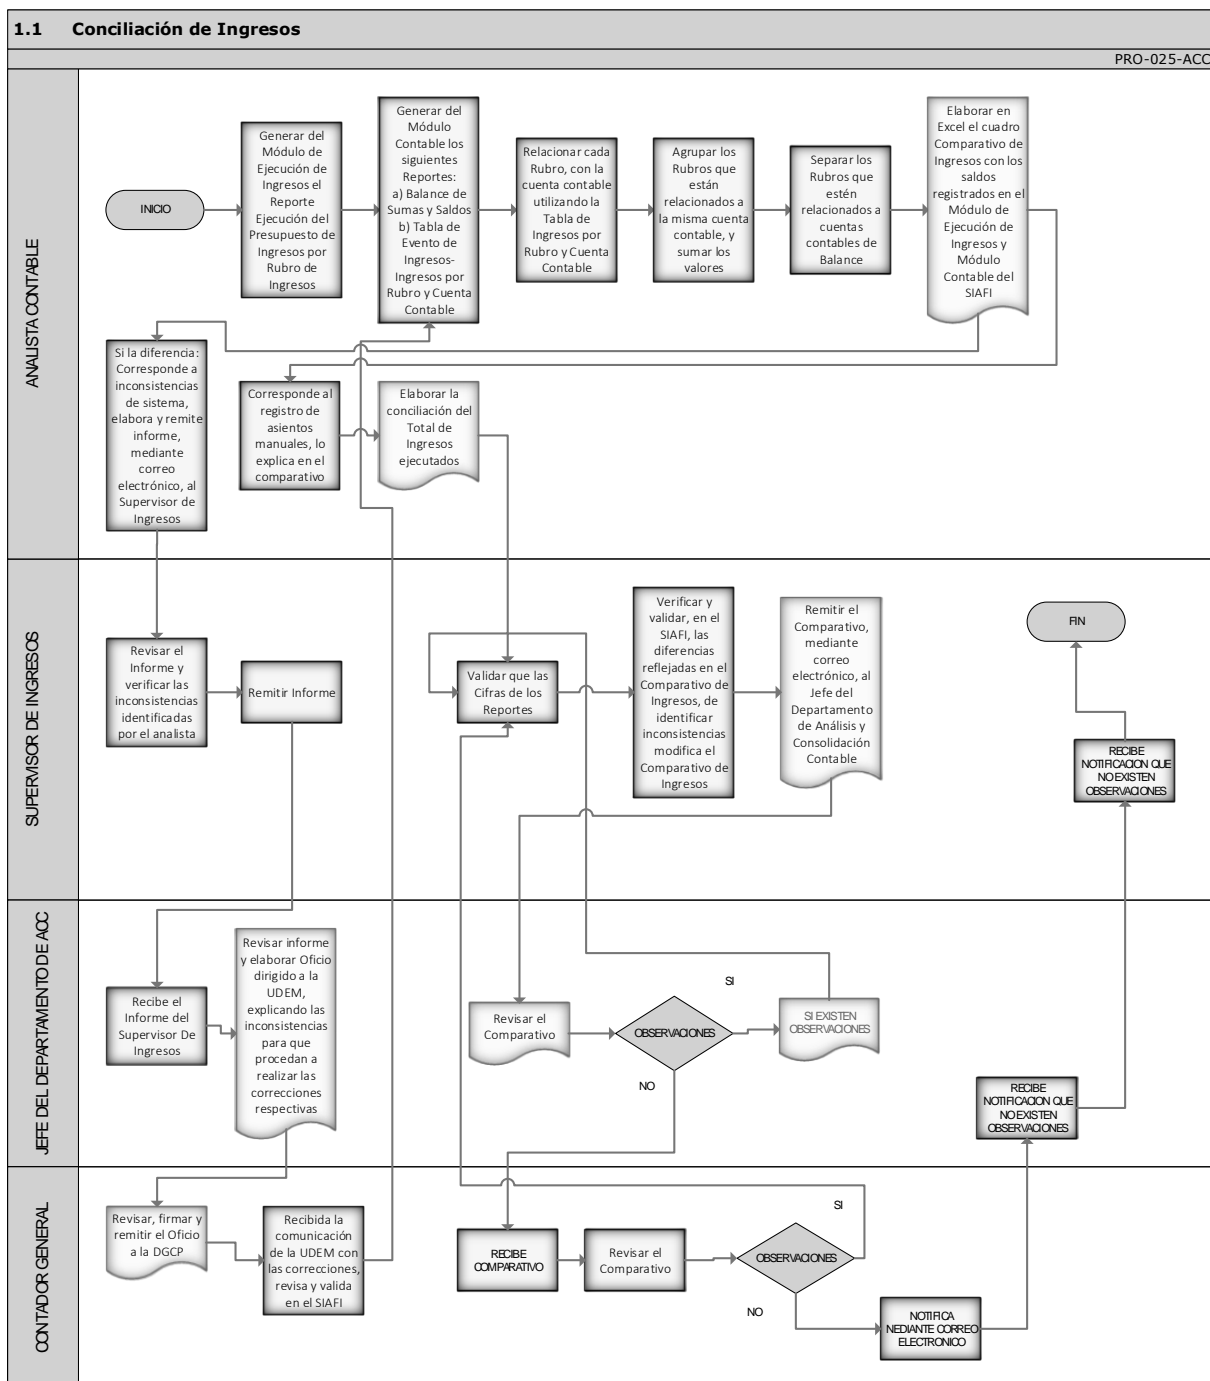 1.1 Conciliación de Ingresos
PRO-025-ACC
ANALISTA CONTABLE
INICIO
Generar del
Módulo de
Ejecución de
Ingresos el
Reporte
Ejecución del
Presupuesto de
Ingresos por
Rubro de
Ingresos
Generar del
Módulo
Contable los
siguientes
Reportes:
a) Balance de
Sumas y Saldos
b) Tabla de
Evento de
Ingresos-
Ingresos por
Rubro y Cuenta
Contable
Relacionar cada
Rubro, con la
cuenta contable
utilizando la
Tabla de
Ingresos por
Rubro y Cuenta
Contable
Agrupar los
Rubros que
están
relacionados a
la misma cuenta
contable, y
sumar los
valores
Separar los
Rubros que
estén
relacionados a
cuentas
contables de
Balance
Elaborar en
Excel el cuadro
Comparativo de
Ingresos con los
saldos
registrados en el
Módulo de
Ejecución de
Ingresos y
Módulo
Contable del
SIAFI
Si la diferencia:
Corresponde a
inconsistencias
de sistema,
elabora y remite
informe,
mediante
correo
electrónico, al
Supervisor de
Ingresos
Corresponde al
registro de
asientos
manuales, lo
explica en el
comparativo
Elaborar la
conciliación del
Total de
Ingresos
ejecutados
SUPERVISOR DE INGRESOS
Revisar el
Informe y
verificar las
inconsistencias
identificadas
por el analista
Remitir Informe
Validar que las
Cifras de los
Reportes
Verificar y
validar, en el
SIAFI, las
diferencias
reflejadas en el
Comparativo de
Ingresos, de
identificar
inconsistencias
modifica el
Comparativo de
Ingresos
Remitir el
Comparativo,
mediante
correo
electrónico, al
Jefe del
Departamento
de Análisis y
Consolidación
Contable
FIN
RECIBE
NOTIFICACION QUE
NO EXISTEN
OBSERVACIONES
JEFE DEL DEPARTAMENTO DE ACC
Recibe el
Informe del
Supervisor De
Ingresos
Revisar informe
y elaborar Oficio
dirigido a la
UDEM,
explicando las
inconsistencias
para que
procedan a
realizar las
correcciones
respectivas
Revisar el
Comparativo
OBSERVACIONES
SI
NO
SI EXISTEN
OBSERVACIONES
RECIBE
NOTIFICACION QUE
NO EXISTEN
OBSERVACIONES
CONTADOR GENERAL
Revisar, firmar y
remitir el Oficio
a la DGCP
Recibida la
comunicación
de la UDEM con
las correcciones,
revisa y valida
en el SIAFI
RECIBE
COMPARATIVO
Revisar el
Comparativo
OBSERVACIONES
SI
NO
NOTIFICA
NEDIANTE CORREO
ELECTRONICO